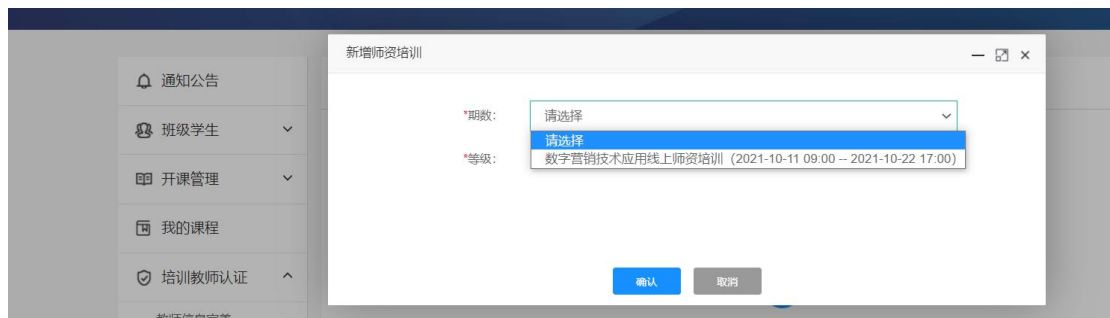 新增师资培训
通知公告
*期数:
请选择
班级学生
请选择
*等级:
数字营销技术应用线上师资培训（2021-10-11 09:00 -- 2021-10-22 17:00）
开课管理
我的课程
培训教师认证
确认
取消